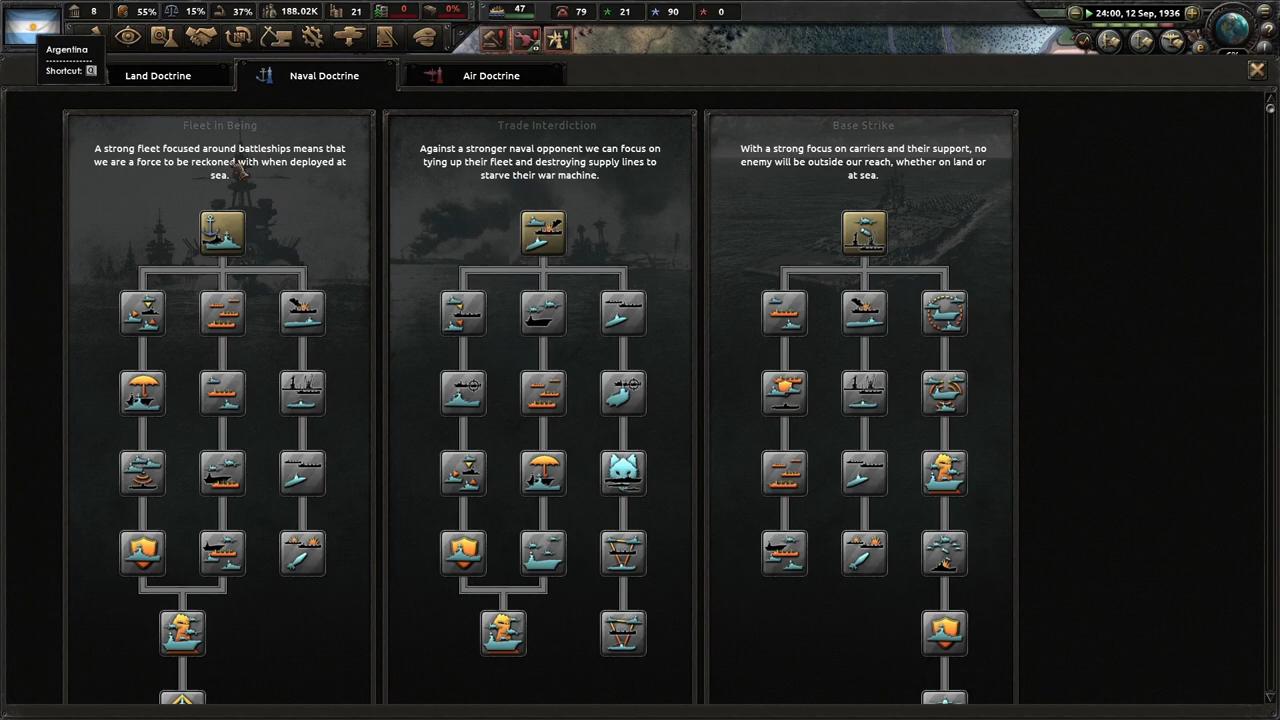 8 55% 15% 37% 188.02K 21 0 0% 47 79 21 90 0 24:00, 12 Sep, 1936
Argentina
Shortcut: Q
Land Doctrine Naval Doctrine Air Doctrine
Fleet in Being
A strong fleet focused around battleships means that
we are a force to be reckoned with when deployed at
sea.
Trade Interdiction
Against a stronger naval opponent we can focus on
tying up their fleet and destroying supply lines to
starve their war machine.
Base Strike
With a strong focus on carriers and their support, no
enemy will be outside our reach, whether on land or
at sea.